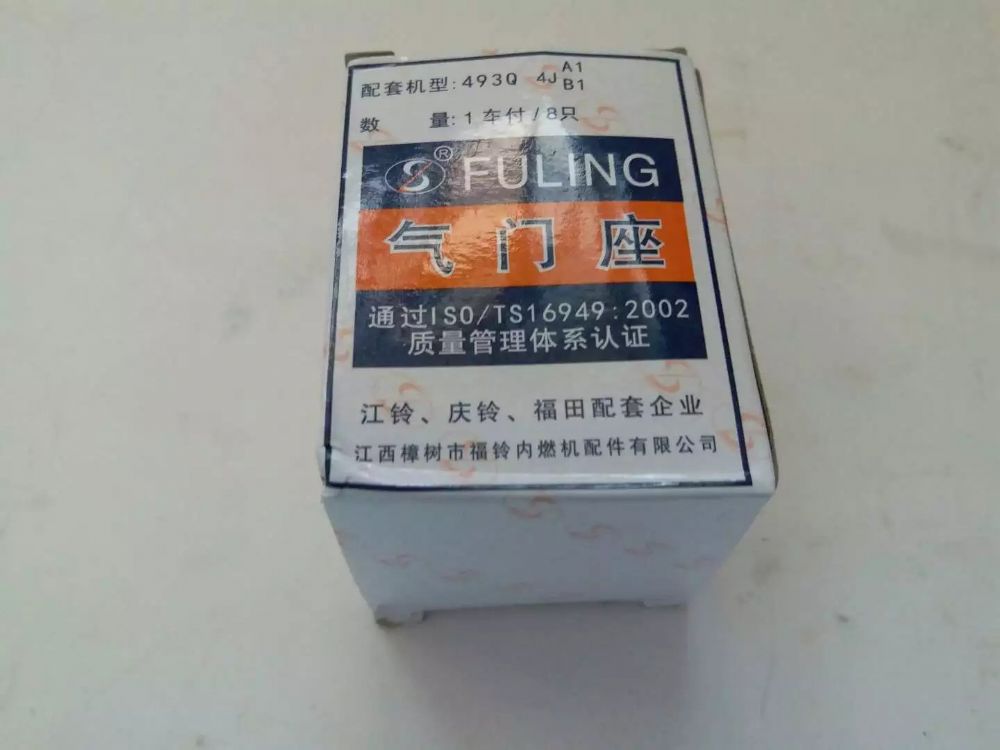 配套机型:493Q 4J A1
B1
数 量:1车付/8只
® FULING
气门座
通过ISO/TS16949:2002
质量管理体系认证
江铃、庆铃、福田配套企业
江西樟树市福铃内燃机配件有限公司